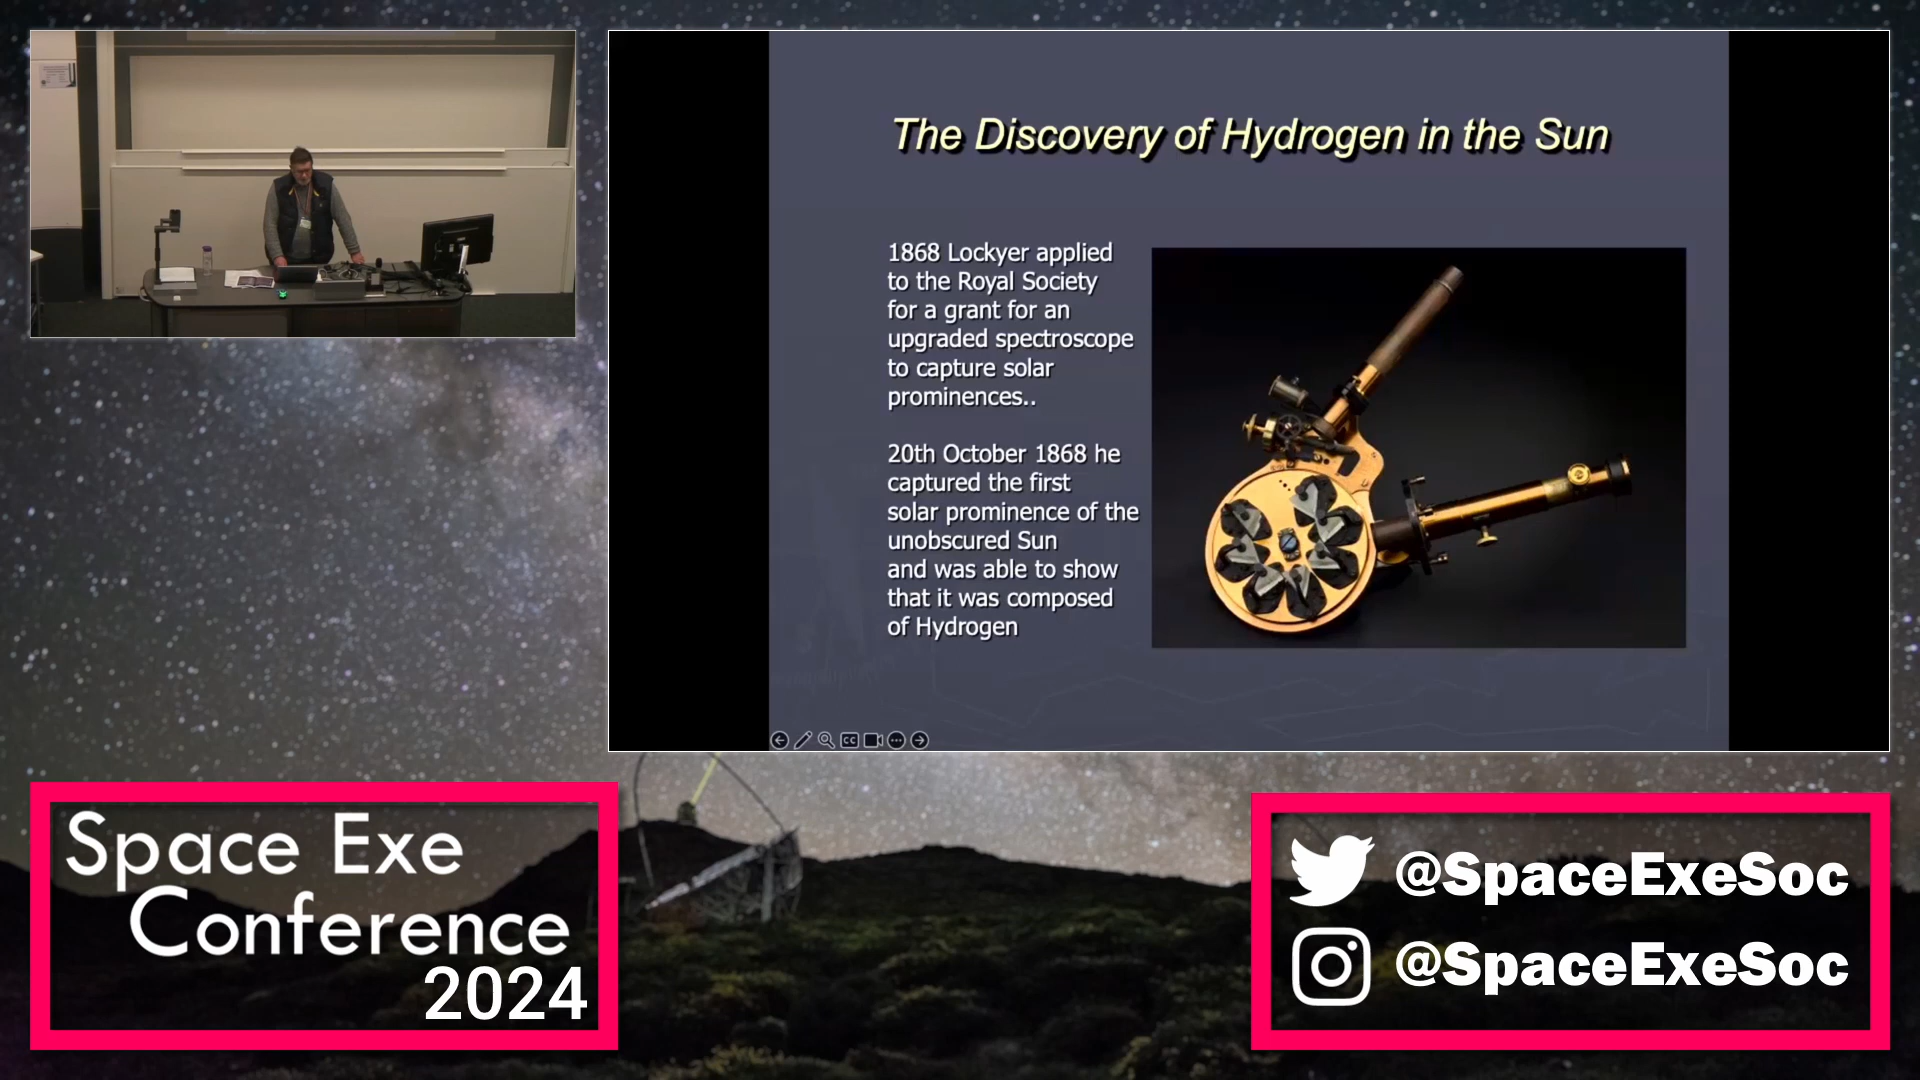 The Discovery of Hydrogen in the Sun
1868 Lockyer applied
to the Royal Society
for a grant for an
upgraded spectroscope
to capture solar
prominences..
20th October 1868 he
captured the first
solar prominence of the
unobscured Sun
and was able to show
that it was composed
of Hydrogen
CC
Space Exe
Conference
2024
@SpaceExeSoc
@SpaceExeSoc